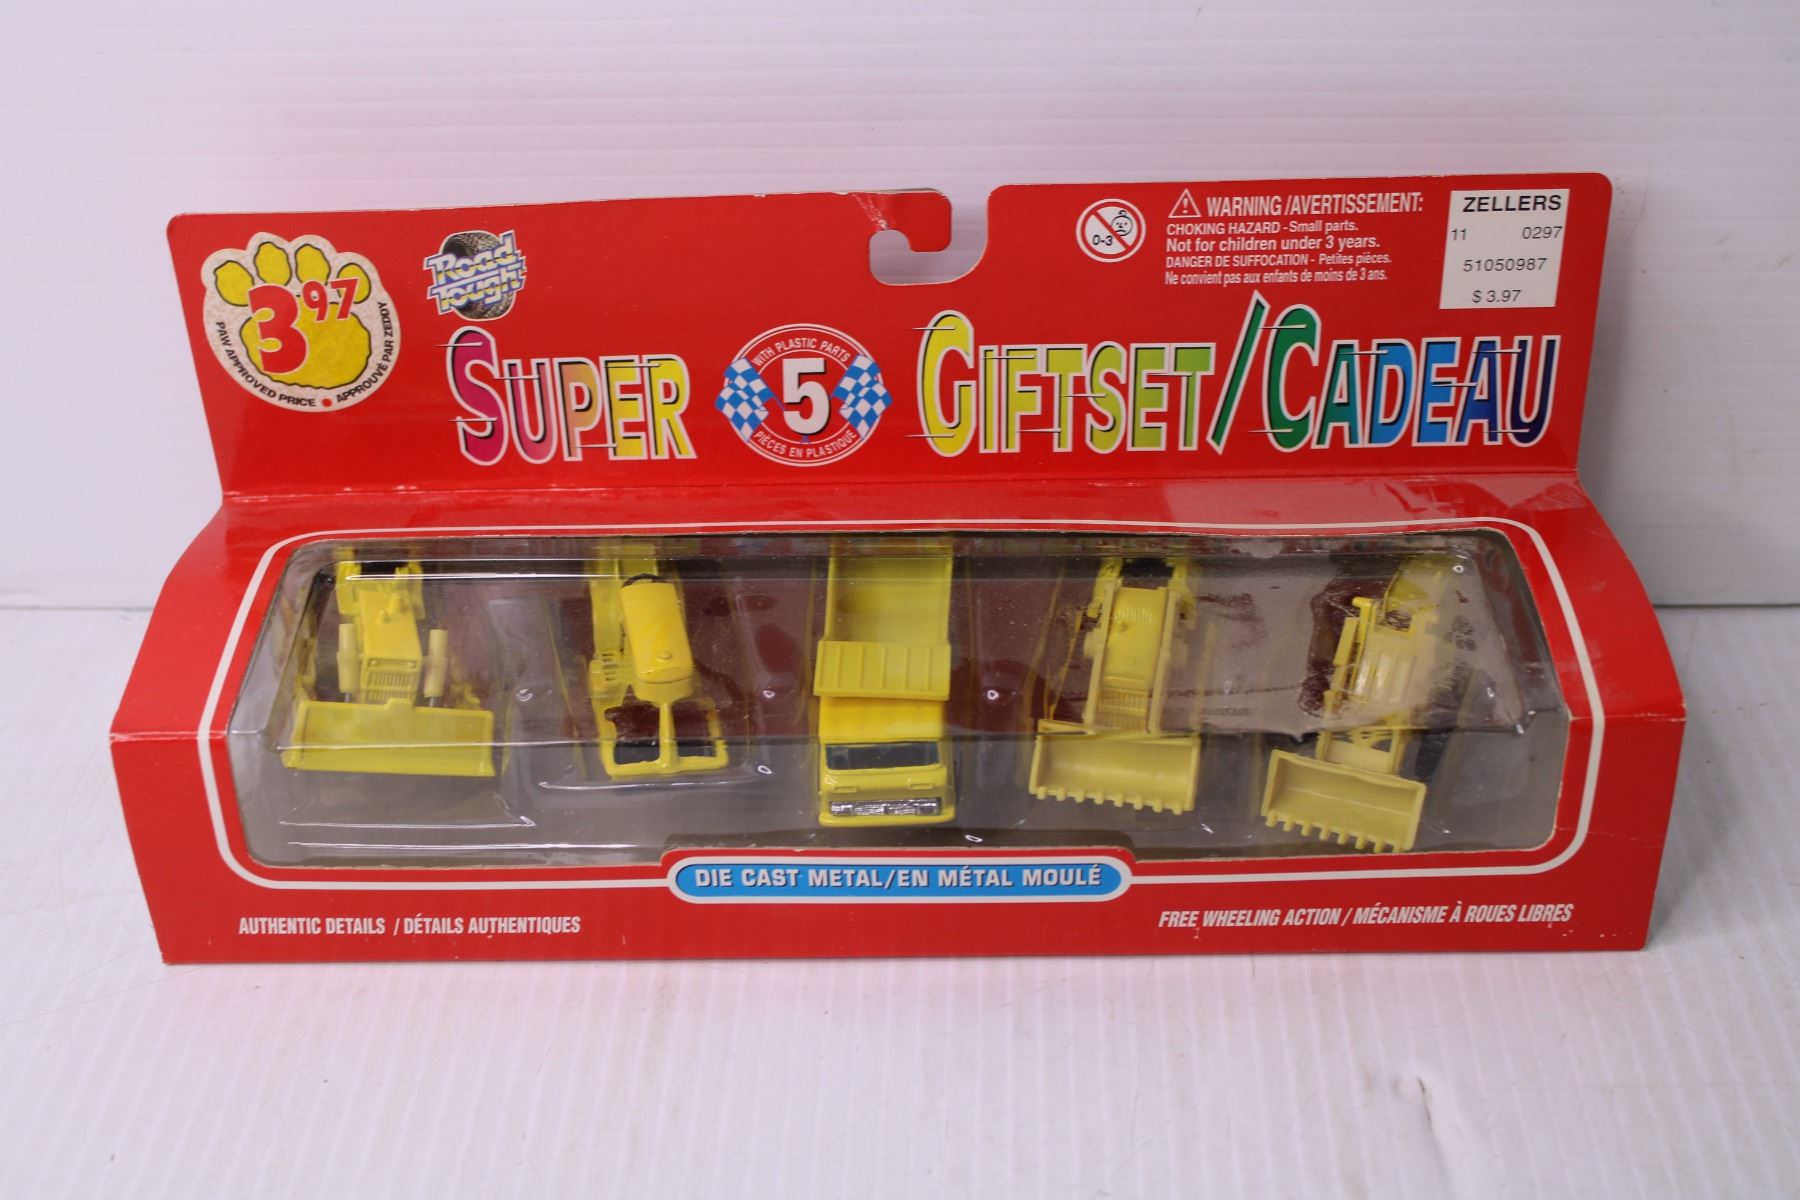 3 97
PAW APPROVED PRICE • APPROUVÉ PAR ZEDDY
Road
Tough
SUPER
WITH PLASTIC PARTS
5
PIÈCES EN PLASTIQUE
GIFTSET/CADEAU
0-3
WARNING/AVERTISSEMENT:
CHOKING HAZARD - Small parts.
Not for children under 3 years.
DANGER DE SUFFOCATION - Petites pièces.
Ne convient pas aux enfants de moins de 3 ans.
ZELLERS
11 0297
51050987
$ 3.97
DIE CAST METAL/EN MÉTAL MOULÉ
AUTHENTIC DETAILS / DÉTAILS AUTHENTIQUES
FREE WHEELING ACTION / MÉCANISME À ROUES LIBRES